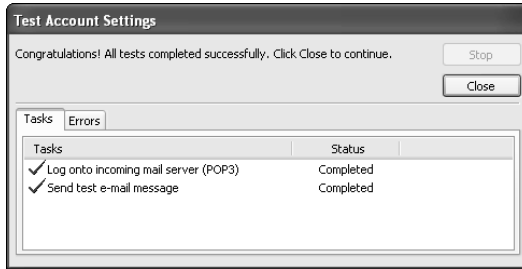 Test Account Settings
Congratulations! All tests completed successfully. Click Close to continue.
Stop
Close
Tasks Errors
Tasks Status
Log onto incoming mail server (POP3) Completed
Send test e-mail message Completed